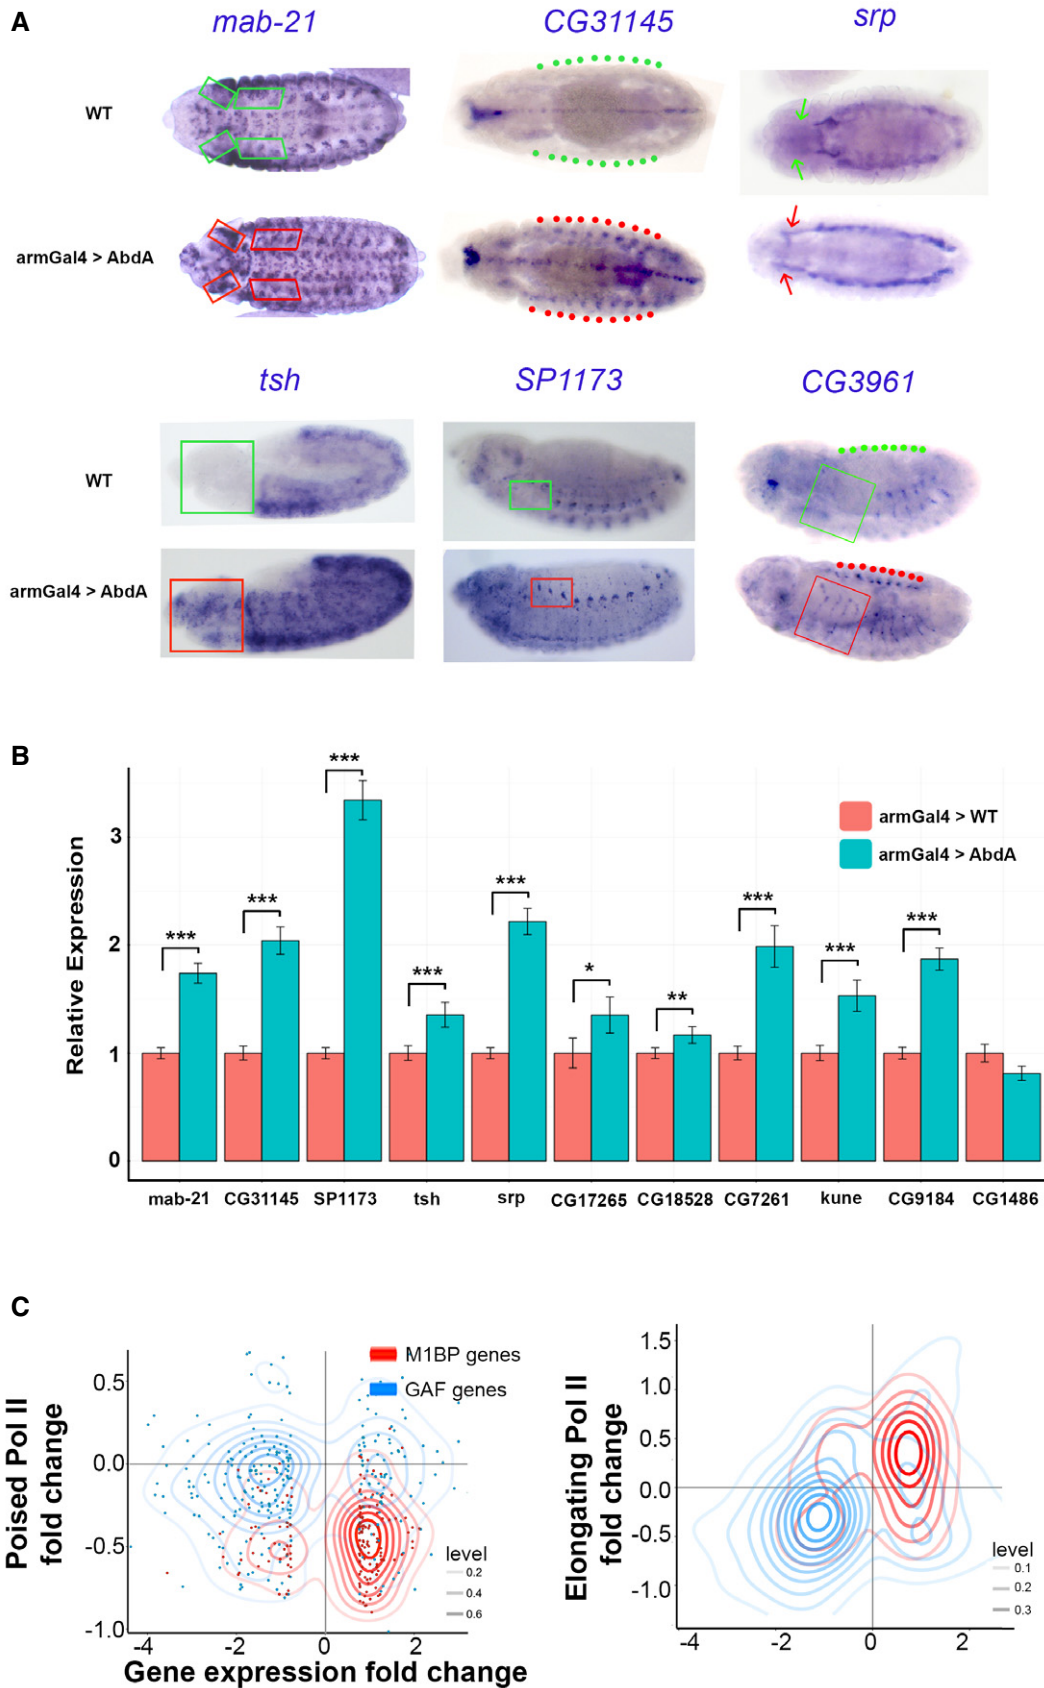 A
mab-21 CG31145 srp
WT
armGal4 > AbdA
tsh SP1173 CG3961
WT
armGal4 > AbdA
B
Relative Expression
3
2
1
0
*** *** *** *** *** * ** *** *** ***
armGal4 > WT
armGal4 > AbdA
mab-21 CG31145 SP1173 tsh srp CG17265 CG18528 CG7261 kune CG9184 CG1486
C
Poised Pol II
fold change
0.5
0.0
-0.5
-1.0
M1BP genes
GAF genes
level
0.2
0.4
0.6
-4 -2 0 2
Gene expression fold change
Elongating Pol II
fold change
1.5
1.0
0.5
0.0
-0.5
-1.0
level
0.1
0.2
0.3
-4 -2 0 2